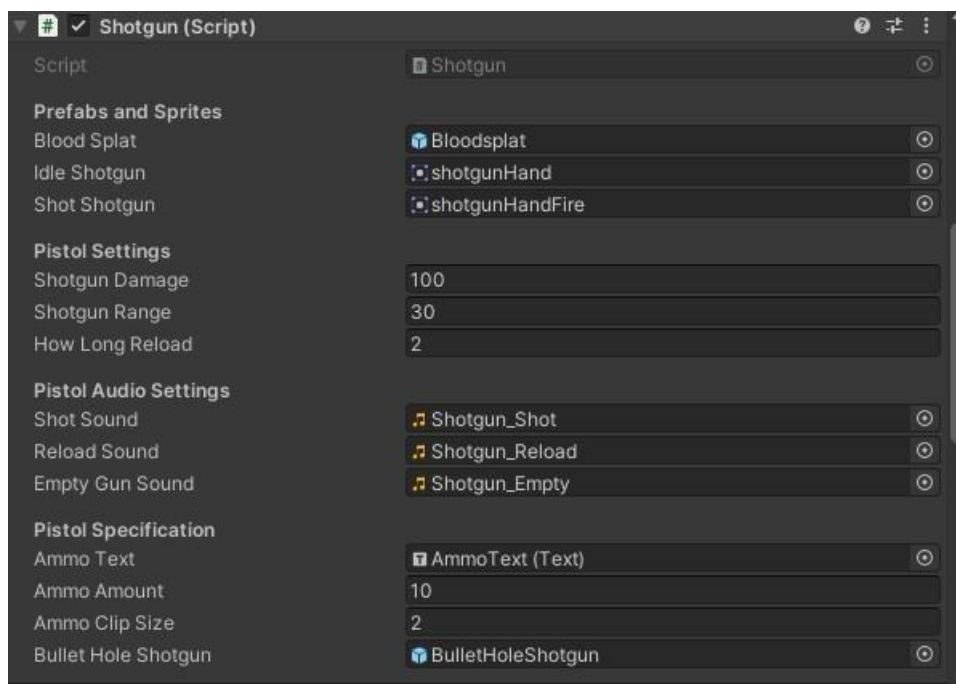 Shotgun (Script)
Script Shotgun
Prefabs and Sprites
Blood Splat Bloodsplat
Idle Shotgun shotgunHand
Shot Shotgun shotgunHandFire
Pistol Settings
Shotgun Damage 100
Shotgun Range 30
How Long Reload 2
Pistol Audio Settings
Shot Sound Shotgun_Shot
Reload Sound Shotgun_Reload
Empty Gun Sound Shotgun_Empty
Pistol Specification
Ammo Text AmmoText (Text)
Ammo Amount 10
Ammo Clip Size 2
Bullet Hole Shotgun BulletHoleShotgun